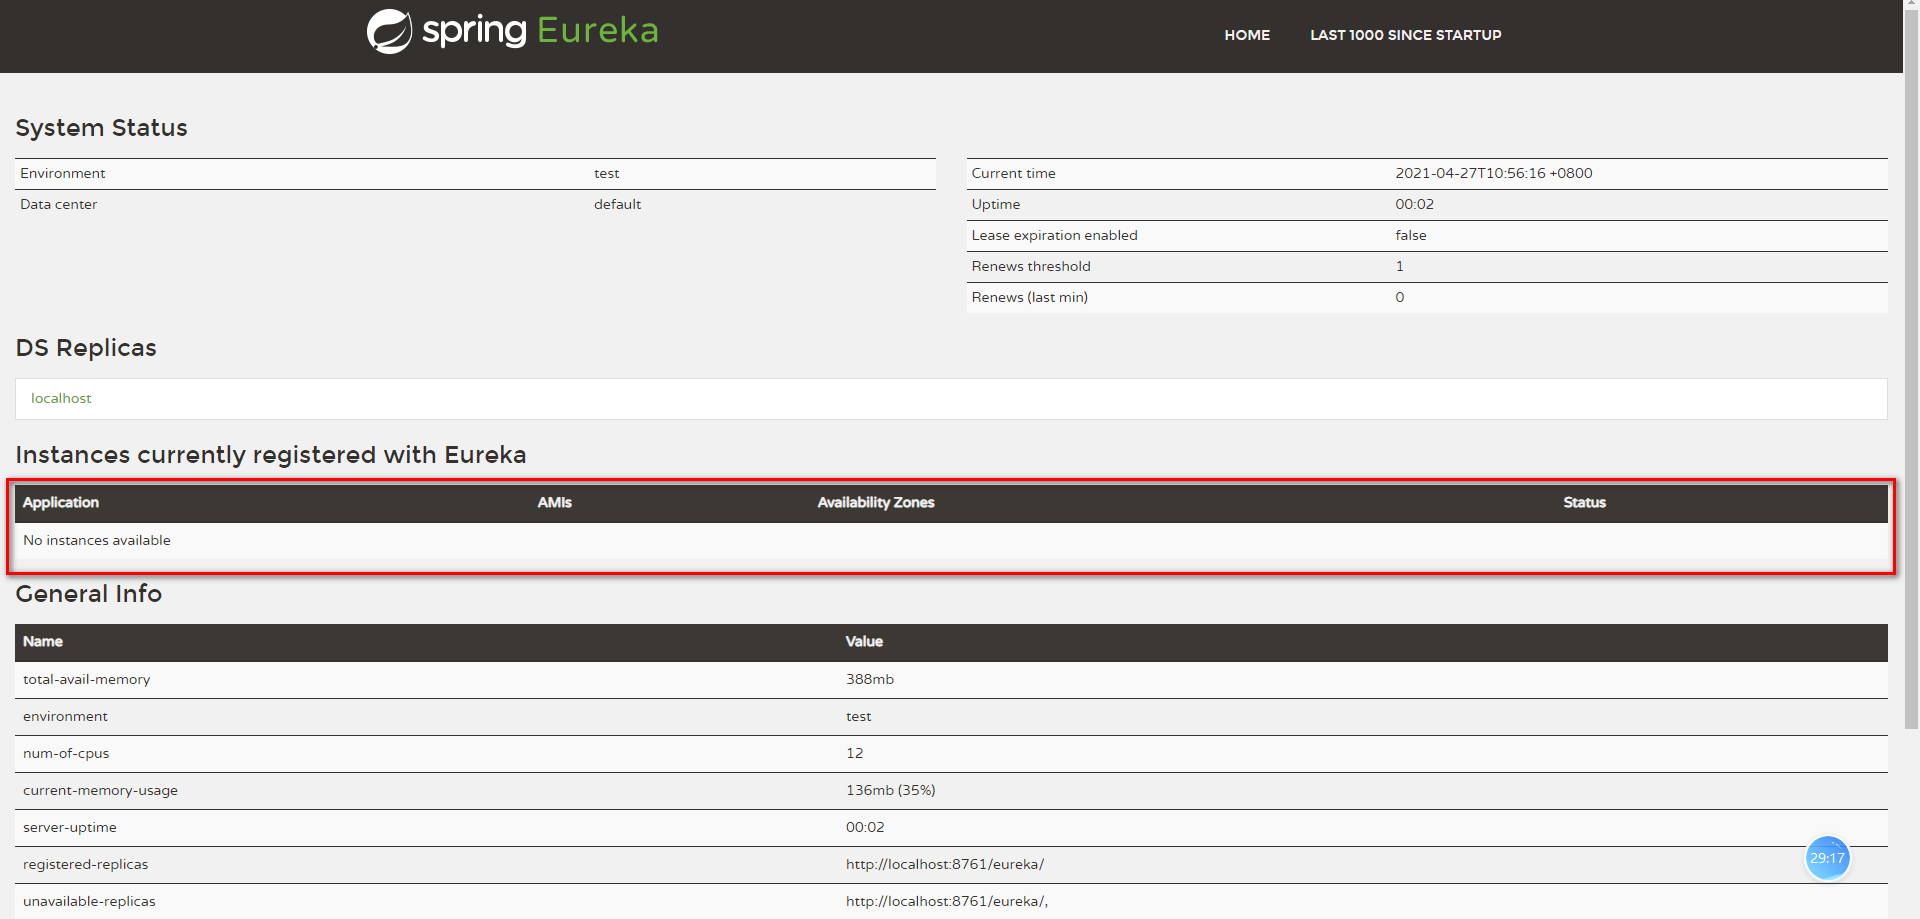 spring Eureka
HOME LAST 1000 SINCE STARTUP
System Status
Environment test
Data center default
Current time 2021-04-27T10:56:16 +0800
Uptime 00:02
Lease expiration enabled false
Renews threshold 1
Renews (last min) 0
DS Replicas
localhost
Instances currently registered with Eureka
Application AMIs Availability Zones Status
No instances available
General Info
Name Value
total-avail-memory 388mb
environment test
num-of-cpus 12
current-memory-usage 136mb (35%)
server-uptime 00:02
registered-replicas http://localhost:8761/eureka/
29:17
unavailable-replicas http://localhost:8761/eureka/,